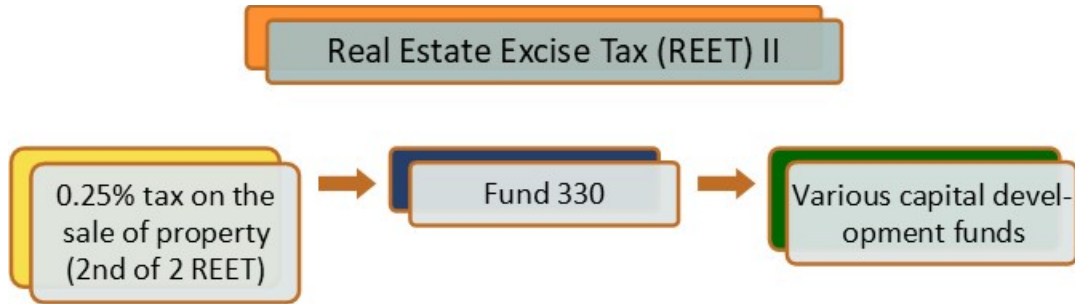 Real Estate Excise Tax (REET) II
0.25% tax on the
sale of property
(2nd of 2 REET)
Fund 330
Various capital devel-
opment funds